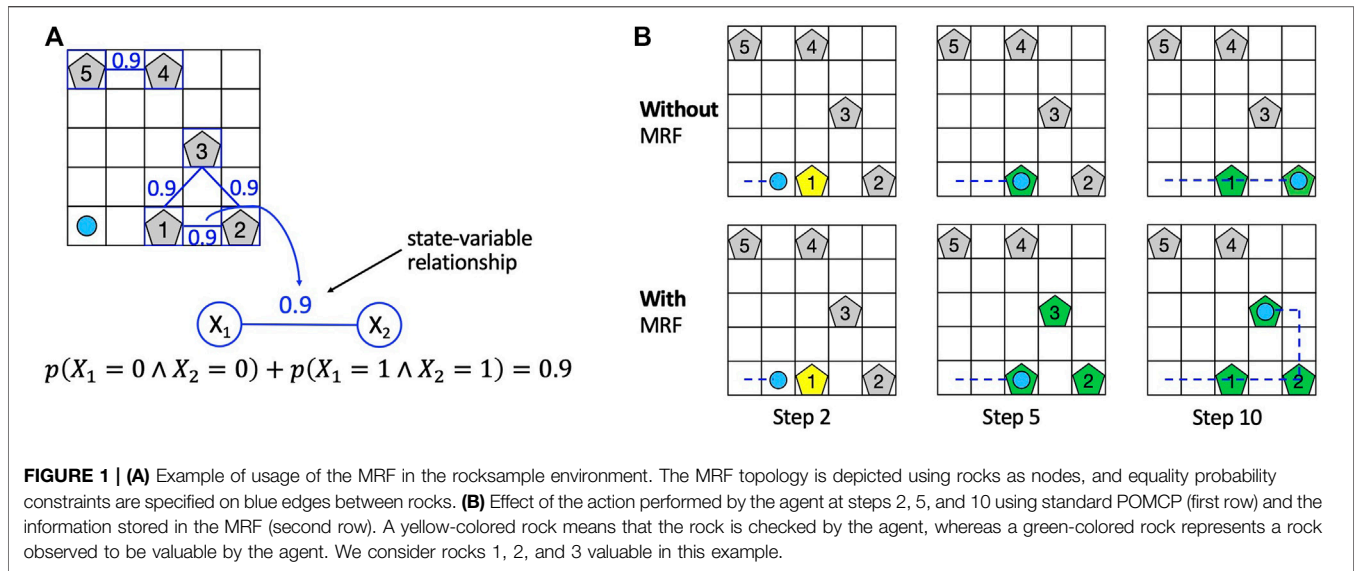 A
5 0.9 4
3
0.9 0.9
1 0.9 2
state-variable
relationship
0.9
X₁ X₂
p(X₁ = 0 ∧ X₂ = 0) + p(X₁ = 1 ∧ X₂ = 1) = 0.9
B
Without
MRF
5 4
3
1 2
5 4
3
2
5 4
3
1
With
MRF
5 4
3
1 2
5 4
3
2
5 4
1 2
Step 2 Step 5 Step 10
FIGURE 1 | (A) Example of usage of the MRF in the rocksample environment. The MRF topology is depicted using rocks as nodes, and equality probability
constraints are specified on blue edges between rocks. (B) Effect of the action performed by the agent at steps 2, 5, and 10 using standard POMCP (first row) and the
information stored in the MRF (second row). A yellow-colored rock means that the rock is checked by the agent, whereas a green-colored rock represents a rock
observed to be valuable by the agent. We consider rocks 1, 2, and 3 valuable in this example.